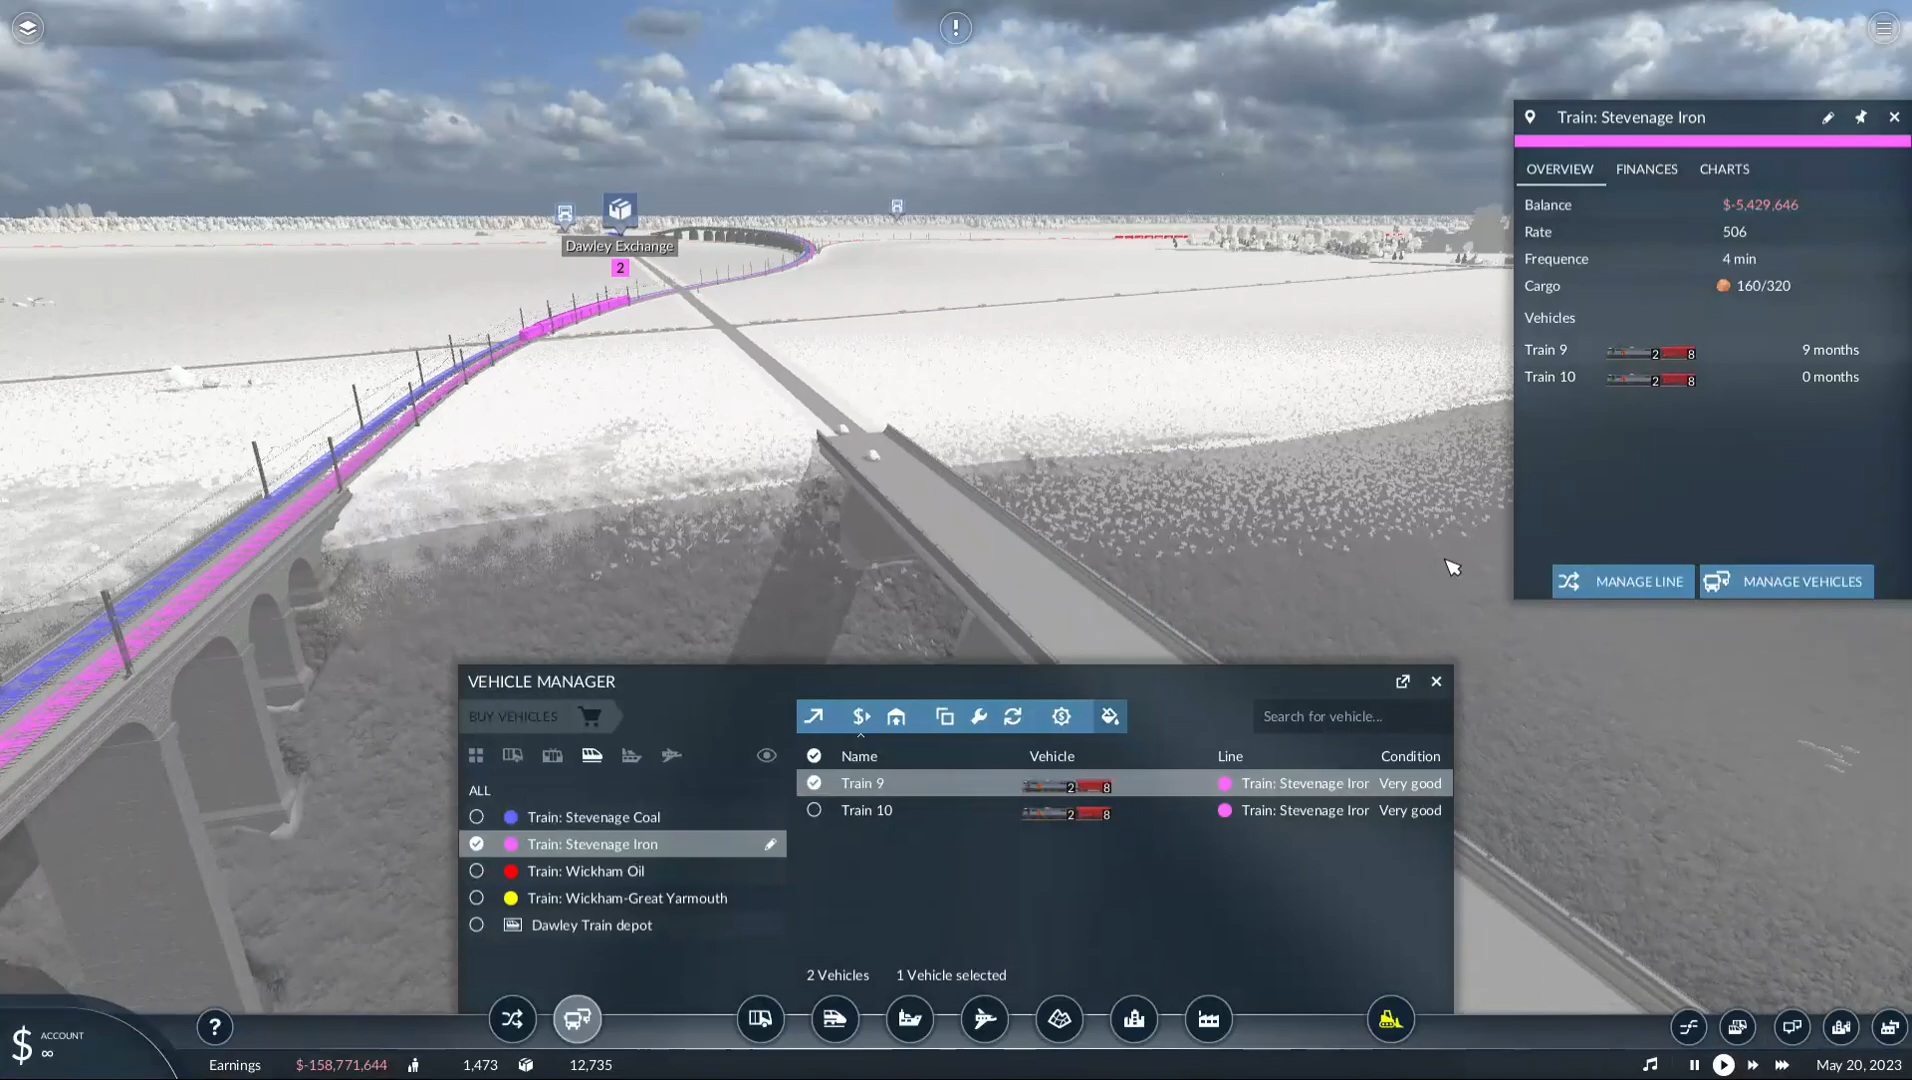 !
Dawley Exchange
2
Train: Stevenage Iron
OVERVIEW FINANCES CHARTS
Balance $-5,429,646
Rate 506
Frequence 4 min
Cargo 160/320
Vehicles
Train 9 2 8 9 months
Train 10 2 8 0 months
MANAGE LINE MANAGE VEHICLES
VEHICLE MANAGER
BUY VEHICLES
ALL
Train: Stevenage Coal
Train: Stevenage Iron
Train: Wickham Oil
Train: Wickham-Great Yarmouth
Dawley Train depot
Search for vehicle...
Name Vehicle Line Condition
Train 9 2 8 Train: Stevenage Iror Very good
Train 10 2 8 Train: Stevenage Iror Very good
2 Vehicles 1 Vehicle selected
$ ACCOUNT
∞
?
Earnings $-158,771,644 1,473 12,735
May 20, 2023